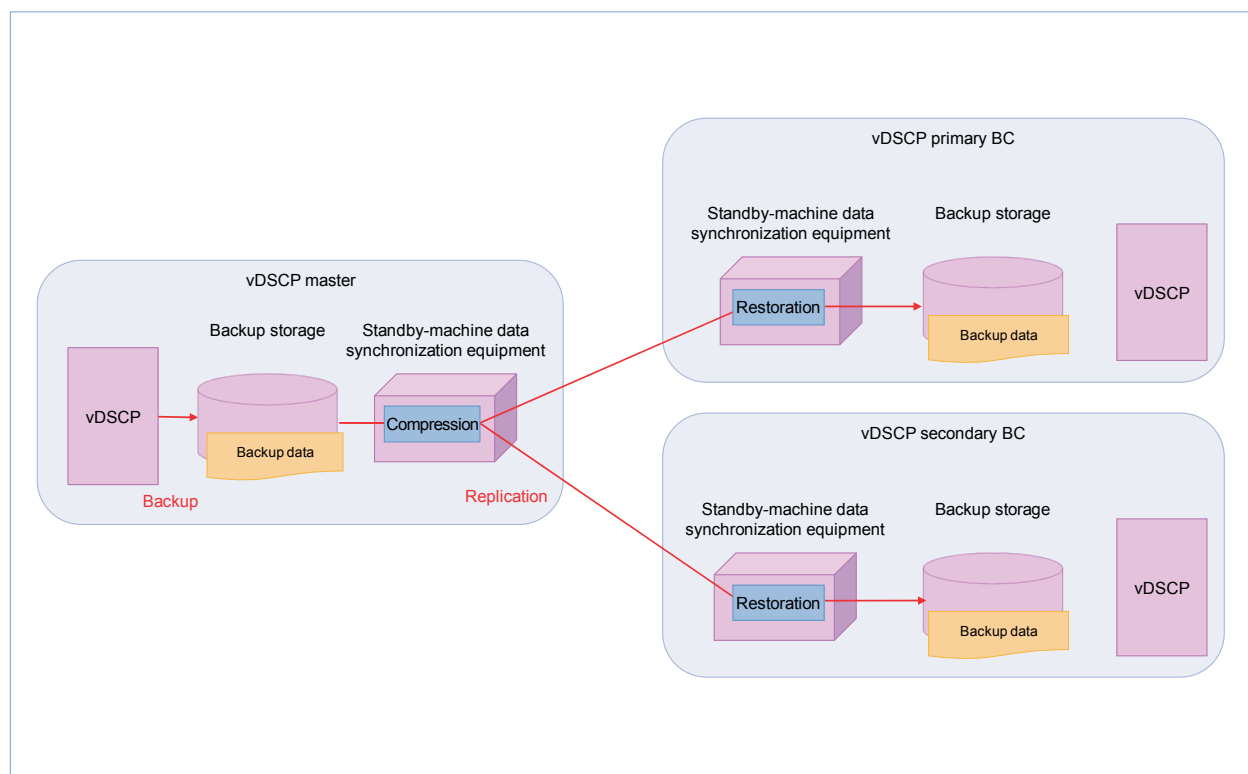 vDSCP master
Backup storage
Standby-machine data
synchronization equipment
vDSCP
Compression
Backup data
Backup
Replication
vDSCP primary BC
Standby-machine data
synchronization equipment
Backup storage
Restoration
vDSCP
Backup data
vDSCP secondary BC
Standby-machine data
synchronization equipment
Backup storage
Restoration
vDSCP
Backup data